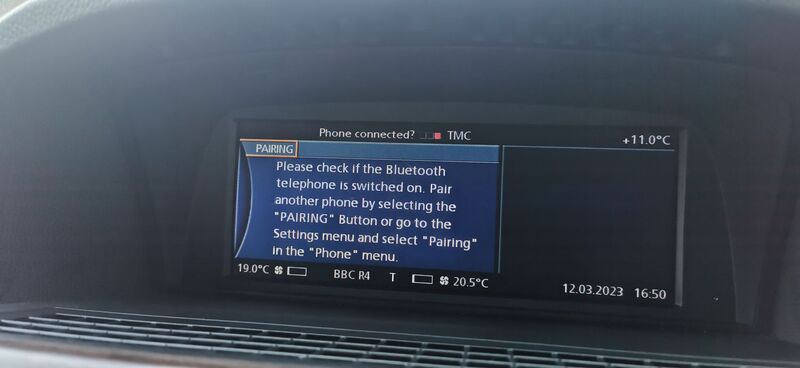 Phone connected? TMC
+11.0°C
PAIRING
Please check if the Bluetooth
telephone is switched on. Pair
another phone by selecting the
"PAIRING" Button or go to the
Settings menu and select "Pairing"
in the "Phone" menu.
19.0°C BBC R4 T 20.5°C
12.03.2023 16:50